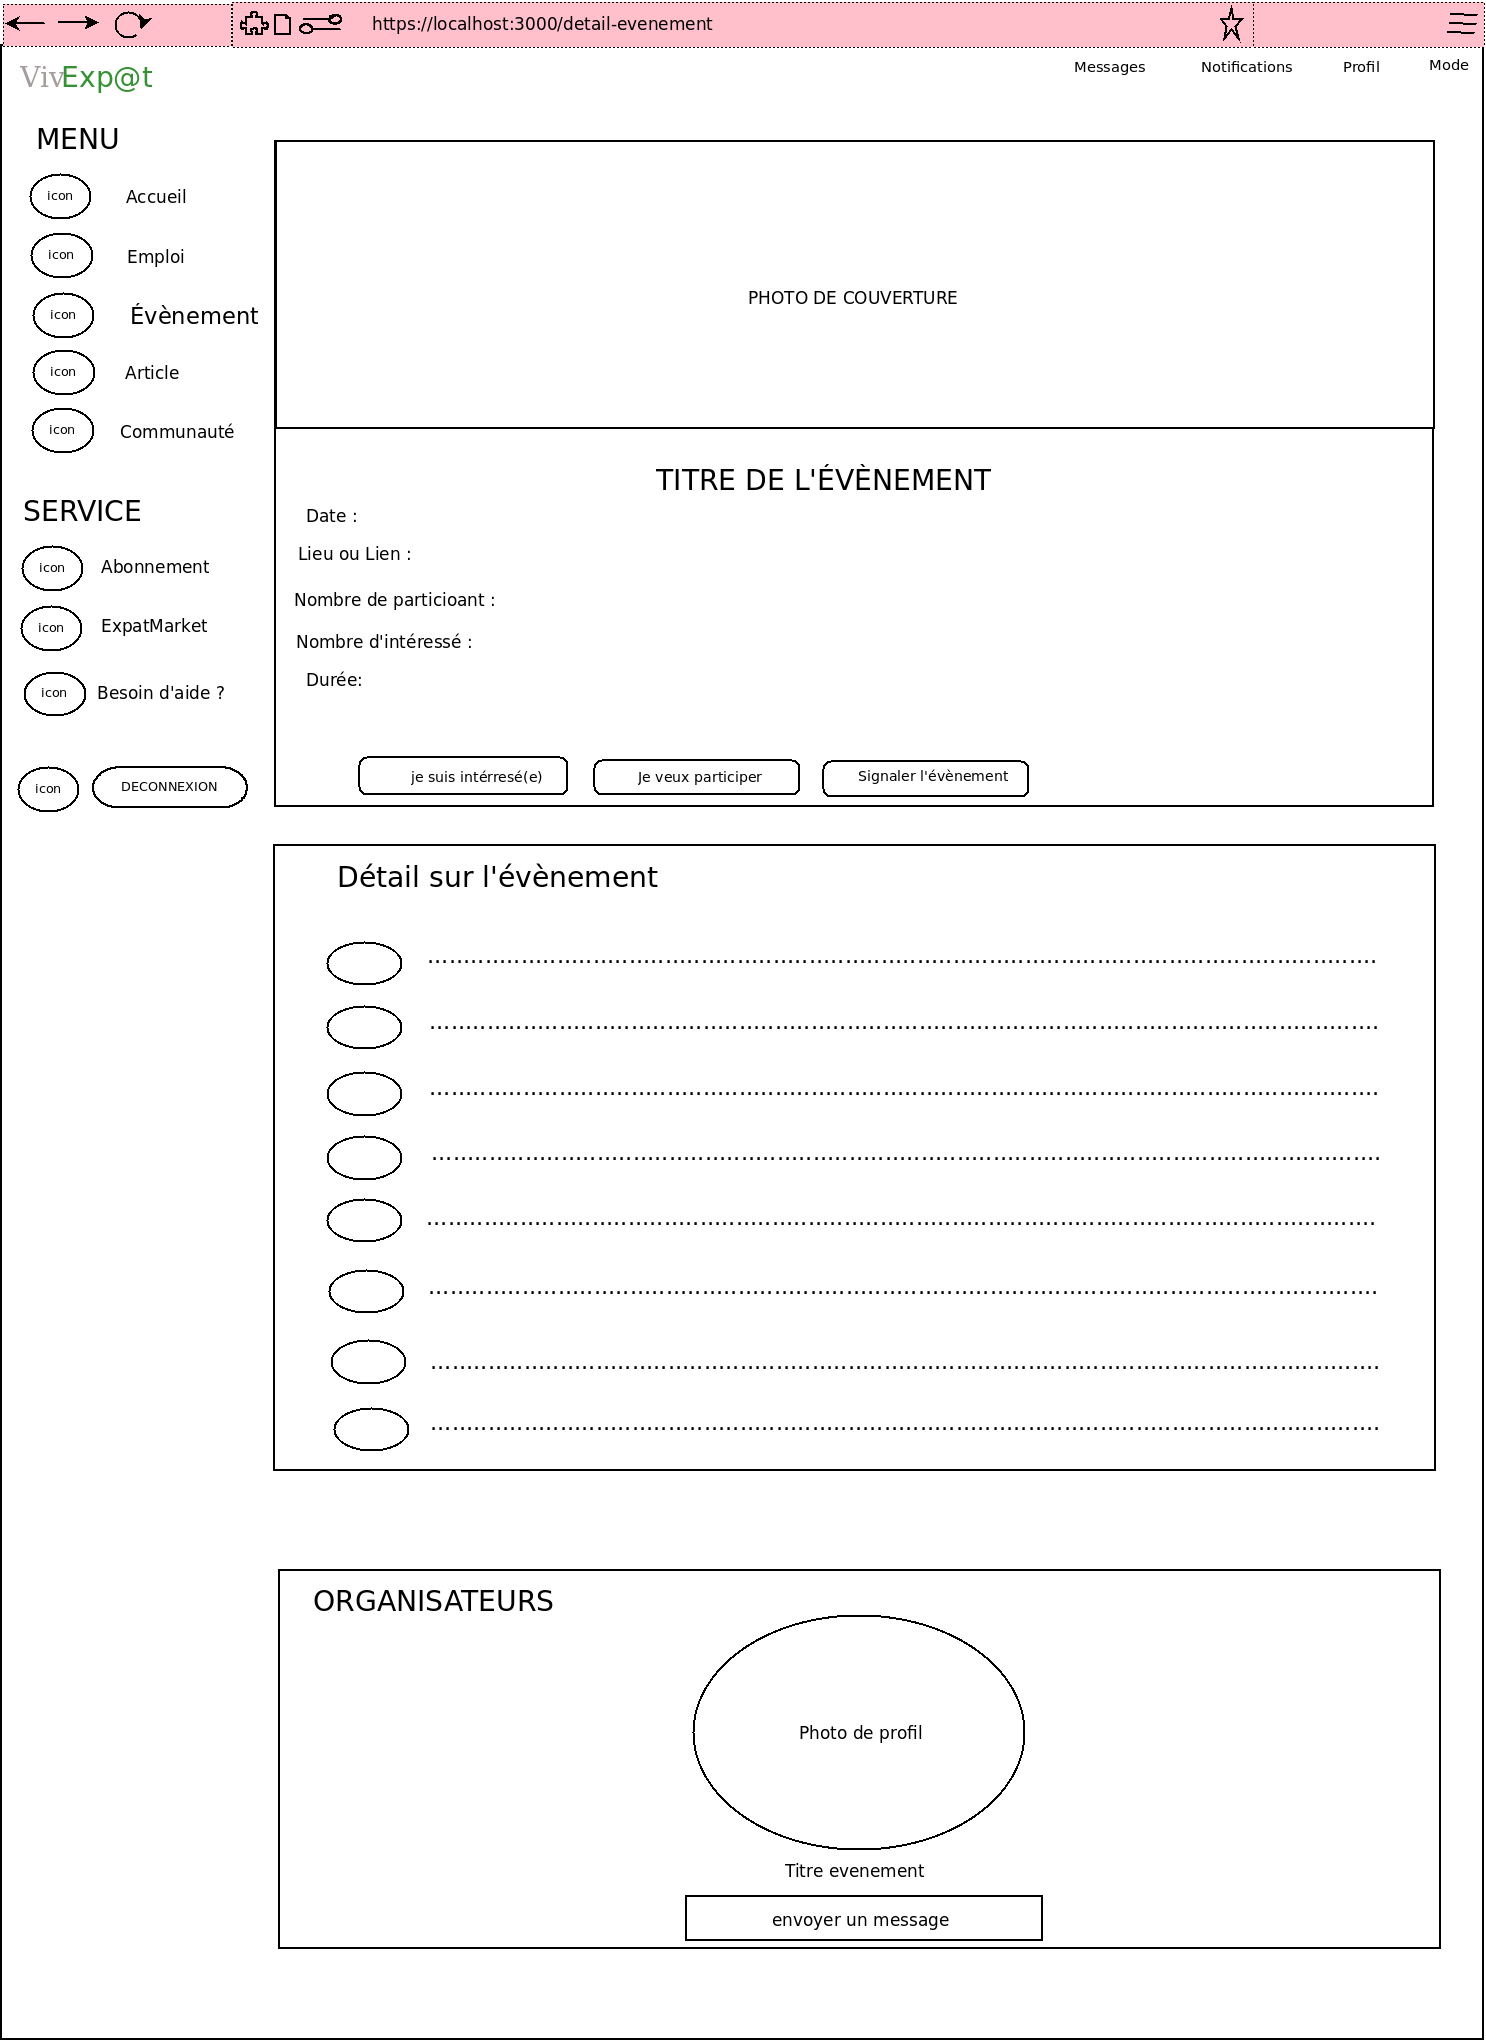 https://localhost:3000/detail-evenement
VivExp@t
Messages
Notifications
Profil
Mode
MENU
icon Accueil
icon Emploi
icon Évènement
icon Article
icon Communauté
SERVICE
icon Abonnement
icon ExpatMarket
icon Besoin d'aide ?
icon DECONNEXION
PHOTO DE COUVERTURE
TITRE DE L'ÉVÈNEMENT
Date :
Lieu ou Lien :
Nombre de particioant :
Nombre d'intéressé :
Durée:
je suis intérresé(e)
Je veux participer
Signaler l'évènement
Détail sur l'évènement
ORGANISATEURS
Photo de profil
Titre evenement
envoyer un message